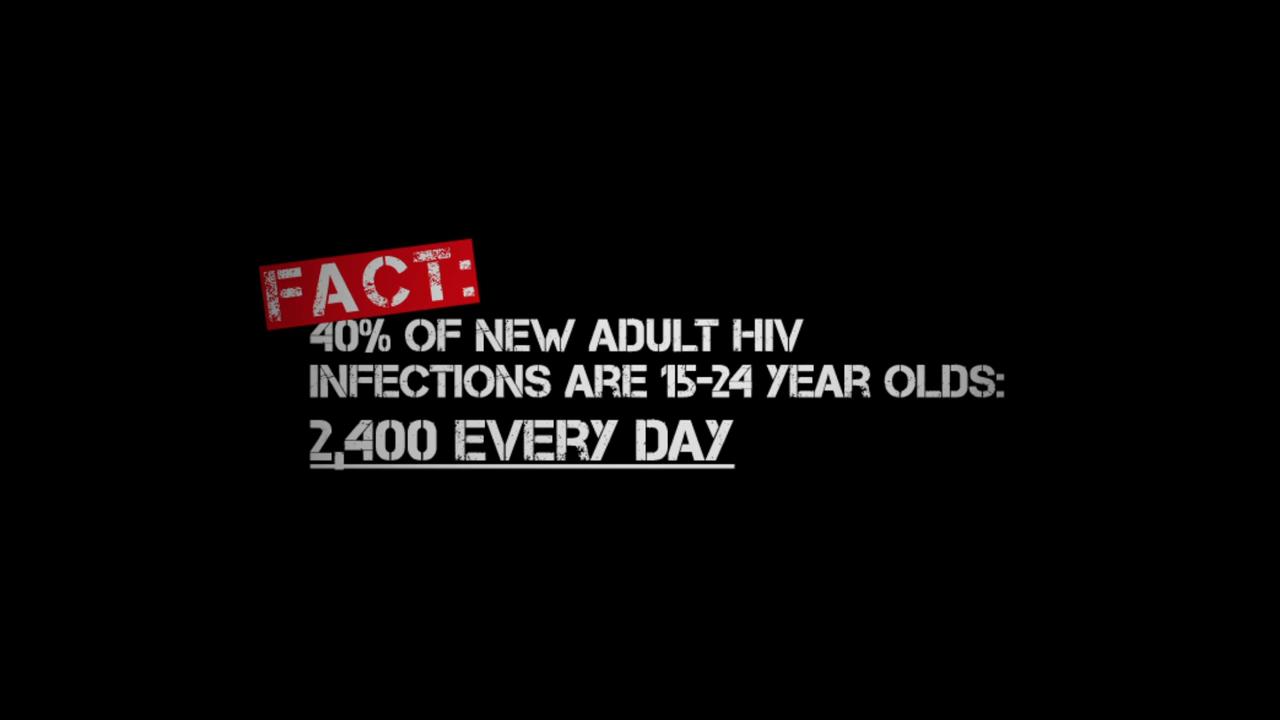 FACT:
40% OF NEW ADULT HIV
INFECTIONS ARE 15-24 YEAR OLDS:
2,400 EVERY DAY